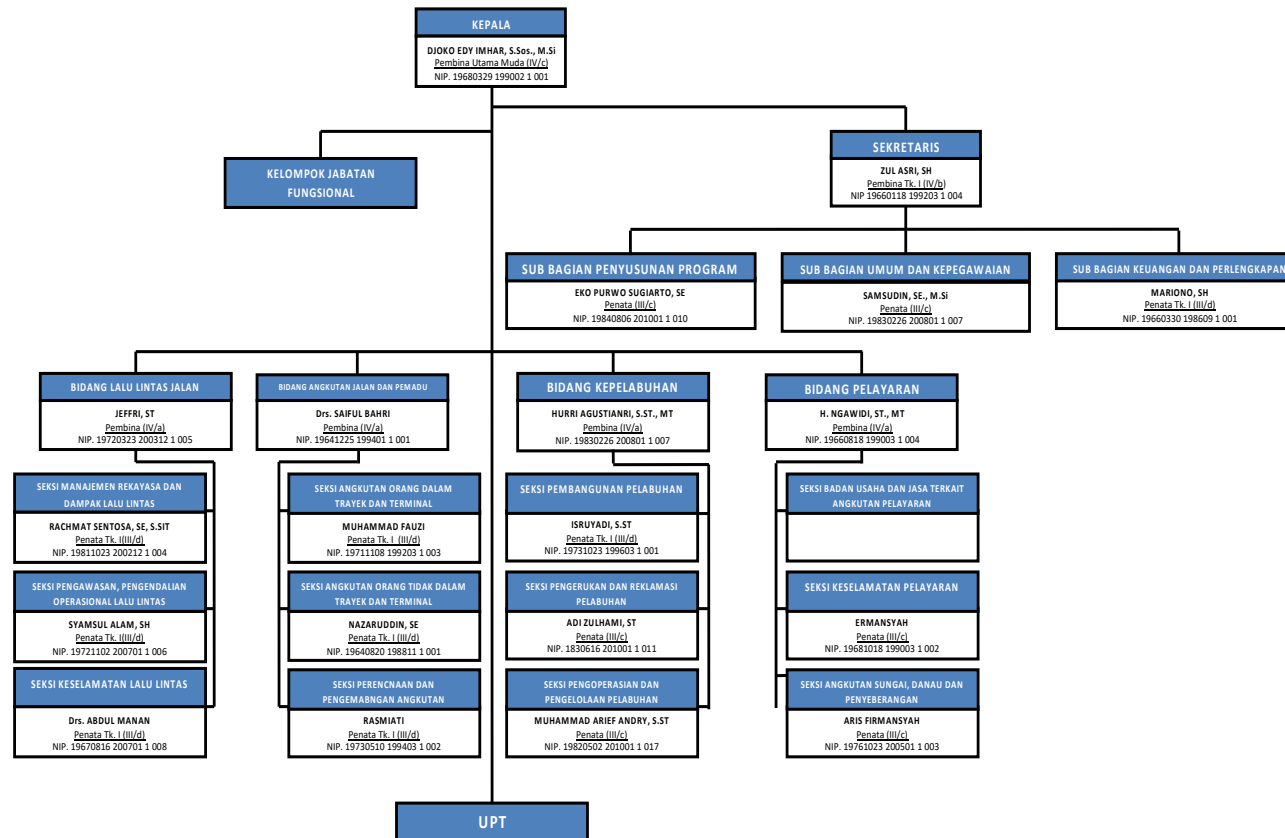 KEPALA
DJOKO EDY IMHAR, S.Sos., M.Si
Pembina Utama Muda (IV/c)
NIP. 19680329 199002 1 001
KELOMPOK JABATAN
FUNGSIONAL
SEKRETARIS
ZUL ASRI, SH
Pembina Tk. I (IV/b)
NIP 19660118 199203 1 004
SUB BAGIAN PENYUSUNAN PROGRAM
EKO PURWO SUGIARTO, SE
Penata (III/c)
NIP. 19840806 201001 1 010
SUB BAGIAN UMUM DAN KEPEGAWAIAN
SAMSUDIN, SE., M.Si
Penata (III/c)
NIP. 19830226 200801 1 007
SUB BAGIAN KEUANGAN DAN PERLENGKAPAN
MARIONO, SH
Penata Tk. I (III/d)
NIP. 19660330 198609 1 001
BIDANG LALU LINTAS JALAN
JEFFRI, ST
Pembina (IV/a)
NIP. 19720323 200312 1 005
SEKSI MANAJEMEN REKAYASA DAN
DAMPAK LALU LINTAS
RACHMAT SENTOSA, SE, S.SIT
Penata Tk. I(III/d)
NIP. 19811023 200212 1 004
SEKSI PENGAWASAN, PENGENDALIAN
OPERASIONAL LALU LINTAS
SYAMSUL ALAM, SH
Penata Tk. I(III/d)
NIP. 19721102 200701 1 006
SEKSI KESELAMATAN LALU LINTAS
Drs. ABDUL MANAN
Penata Tk. I (III/d)
NIP. 19670816 200701 1 008
BIDANG ANGKUTAN JALAN DAN PEMADU
Drs. SAIFUL BAHRI
Pembina (IV/a)
NIP. 19641225 199401 1 001
SEKSI ANGKUTAN ORANG DALAM
TRAYEK DAN TERMINAL
MUHAMMAD FAUZI
Penata Tk. I (III/d)
NIP. 19711108 199203 1 003
SEKSI ANGKUTAN ORANG TIDAK DALAM
TRAYEK DAN TERMINAL
NAZARUDDIN, SE
Penata Tk. I (III/d)
NIP. 19640820 198811 1 001
SEKSI PERENCNAAN DAN
PENGEMABNGAN ANGKUTAN
RASMIATI
Penata Tk. I (III/d)
NIP. 19730510 199403 1 002
BIDANG KEPELABUHAN
HURRI AGUSTIANRI, S.ST., MT
Pembina (IV/a)
NIP. 19830226 200801 1 007
SEKSI PEMBANGUNAN PELABUHAN
ISRUYADI, S.ST
Penata Tk. I (III/d)
NIP. 19731023 199603 1 001
SEKSI PENGERUKAN DAN REKLAMASI
PELABUHAN
ADI ZULHAMI, ST
Penata (III/c)
NIP. 1830616 201001 1 011
SEKSI PENGOPERASIAN DAN
PENGELOLAAN PELABUHAN
MUHAMMAD ARIEF ANDRY, S.ST
Penata (III/c)
NIP. 19820502 201001 1 017
BIDANG PELAYARAN
H. NGAWIDI, ST., MT
Pembina (IV/a)
NIP. 19660818 199003 1 004
SEKSI BADAN USAHA DAN JASA TERKAIT
ANGKUTAN PELAYARAN
SEKSI KESELAMATAN PELAYARAN
ERMANSYAH
Penata (III/c)
NIP. 19681018 199003 1 002
SEKSI ANGKUTAN SUNGAI, DANAU DAN
PENYEBERANGAN
ARIS FIRMANSYAH
Penata (III/c)
NIP. 19761023 200501 1 003
UPT